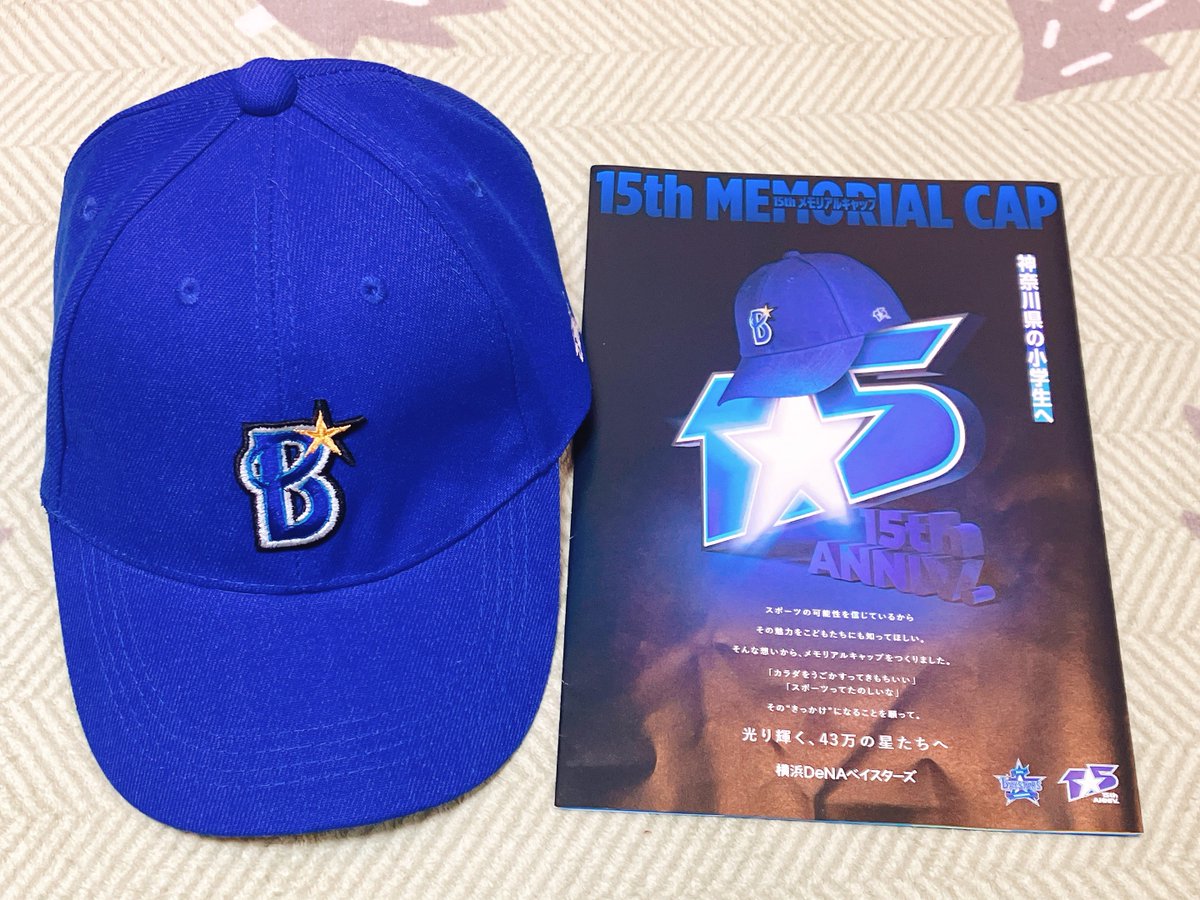 B
15th MEMORIAL CAP
15th メモリアルキャップ
神奈川県の小学生へ
B
15
15th
ANNIV.
スポーツの可能性を信じているから
その魅力をこどもたちにも知ってほしい。
そんな想いから、メモリアルキャップをつくりました。
「カラダをうごかすってきもちいい」
「スポーツってたのしいな」
その"きっかけ"になることを願って。
光り輝く、43万の星たちへ
横浜DeNAベイスターズ
15
15th
ANNIV.